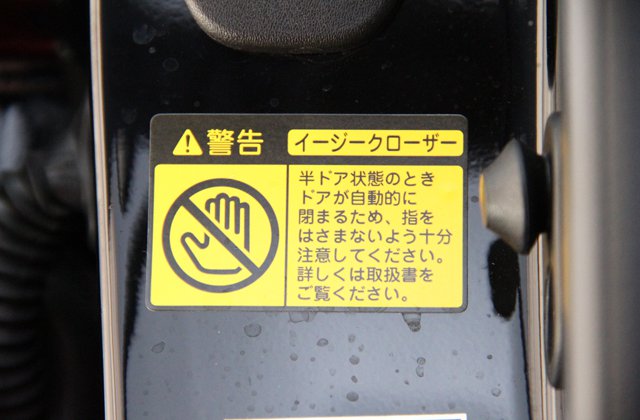 警告
イージークローザー
半ドア状態のとき
ドアが自動的に
閉まるため、指を
はさまないよう十分
注意してください。
詳しくは取扱書を
ご覧ください。